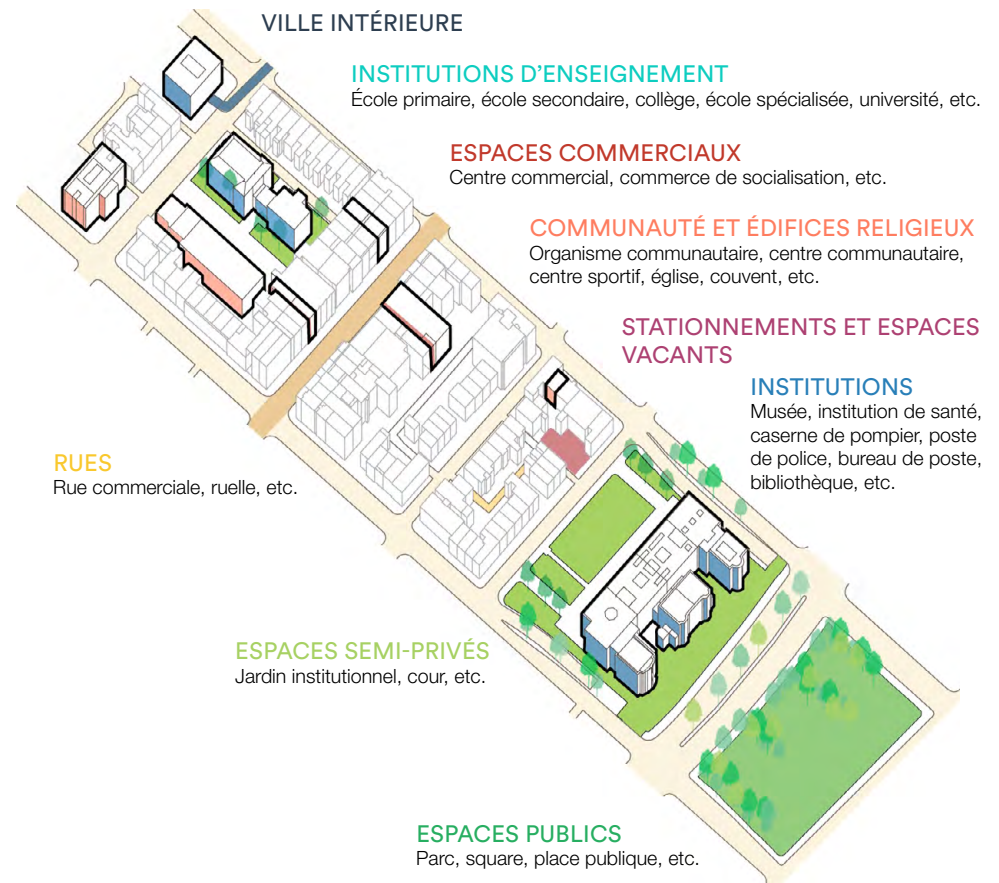 VILLE INTÉRIEURE
INSTITUTIONS D'ENSEIGNEMENT
École primaire, école secondaire, collège, école spécialisée, université, etc.
ESPACES COMMERCIAUX
Centre commercial, commerce de socialisation, etc.
COMMUNAUTÉ ET ÉDIFICES RELIGIEUX
Organisme communautaire, centre communautaire,
centre sportif, église, couvent, etc.
STATIONNEMENTS ET ESPACES
VACANTS
INSTITUTIONS
Musée, institution de santé,
caserne de pompier, poste
de police, bureau de poste,
bibliothèque, etc.
RUES
Rue commerciale, ruelle, etc.
ESPACES SEMI-PRIVÉS
Jardin institutionnel, cour, etc.
ESPACES PUBLICS
Parc, square, place publique, etc.